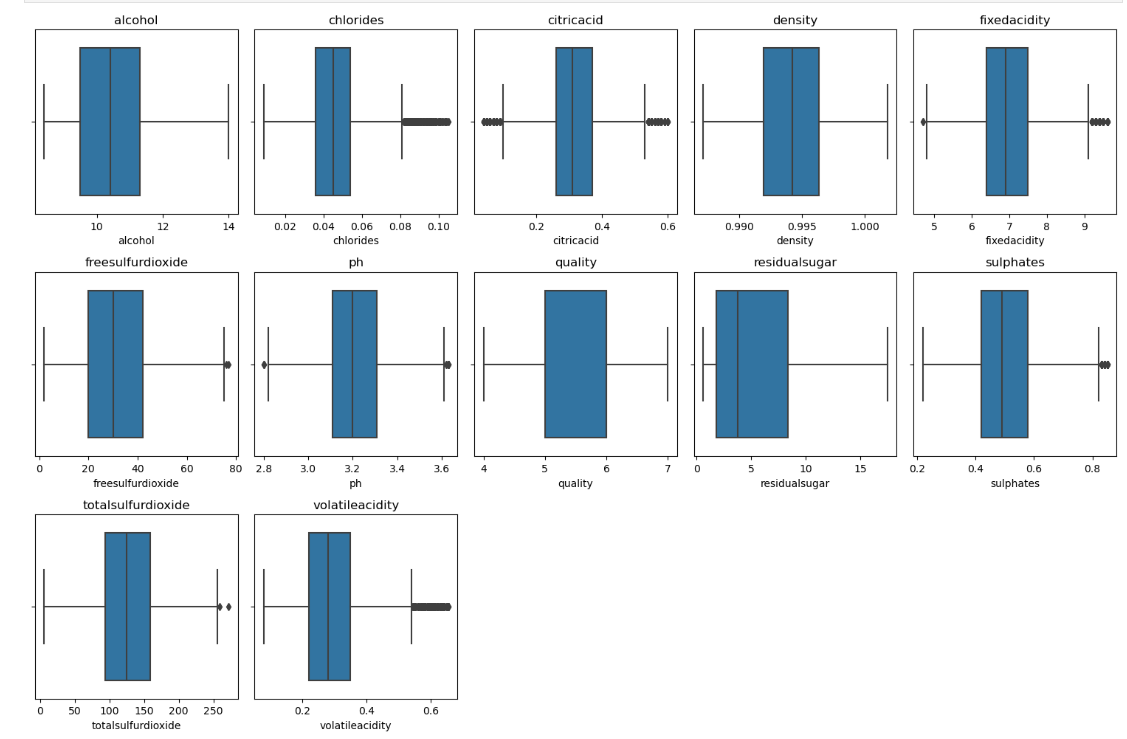 alcohol chlorides citricacid density fixedacidity
10 12 14 0.02 0.04 0.06 0.08 0.10 0.2 0.4 0.6 0.990 0.995 1.000 5 6 7 8 9
alcohol chlorides citricacid density fixedacidity
freesulfurdioxide ph quality residualsugar sulphates
0 20 40 60 80 2.8 3.0 3.2 3.4 3.6 4 5 6 7 0 5 10 15 0.2 0.4 0.6 0.8
freesulfurdioxide ph quality residualsugar sulphates
totalsulfurdioxide volatileacidity
0 50 100 150 200 250 0.2 0.4 0.6
totalsulfurdioxide volatileacidity